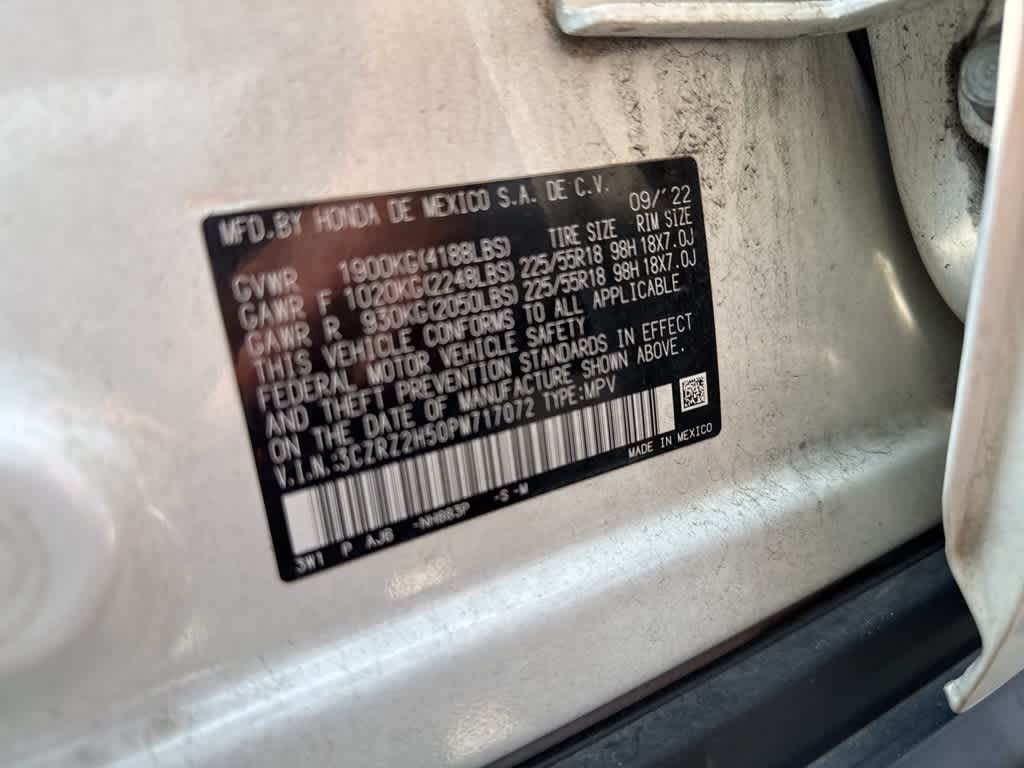 MFD.BY HONDA DE MEXICO S.A. DE C.V. 09/'22
GVWR 1900KG(4188LBS) TIRE SIZE RIM SIZE
GAWR F 1020KG(2248LBS) 225/55R18 98H 18X7.0J
GAWR R 930KG(2050LBS) 225/55R18 98H 18X7.0J
THIS VEHICLE CONFORMS TO ALL APPLICABLE
FEDERAL MOTOR VEHICLE SAFETY
AND THEFT PREVENTION STANDARDS IN EFFECT
ON THE DATE OF MANUFACTURE SHOWN ABOVE.
V.I.N.:3CZRZ2H50PM717072 TYPE:MPV
MADE IN MEXICO
3W1 P AJ6 -NH883P -S -M